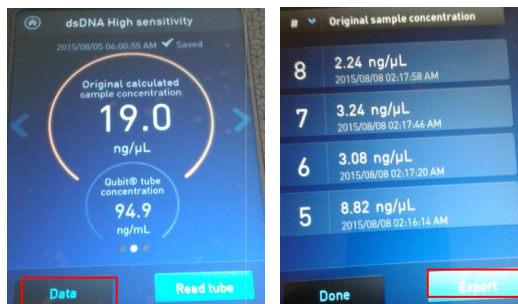 dsDNA High sensitivity
2015/08/05 06:00:55 AM ✔ Saved
Original calculated
sample concentration
19.0
ng/µL
Qubit® tube
concentration
94.9
ng/mL
Data
Read tube
# Original sample concentration
8 2.24 ng/µL
2015/08/08 02:17:58 AM
7 3.24 ng/µL
2015/08/08 02:17:46 AM
6 3.08 ng/µL
2015/08/08 02:17:20 AM
5 8.82 ng/µL
2015/08/08 02:16:14 AM
Done
Export